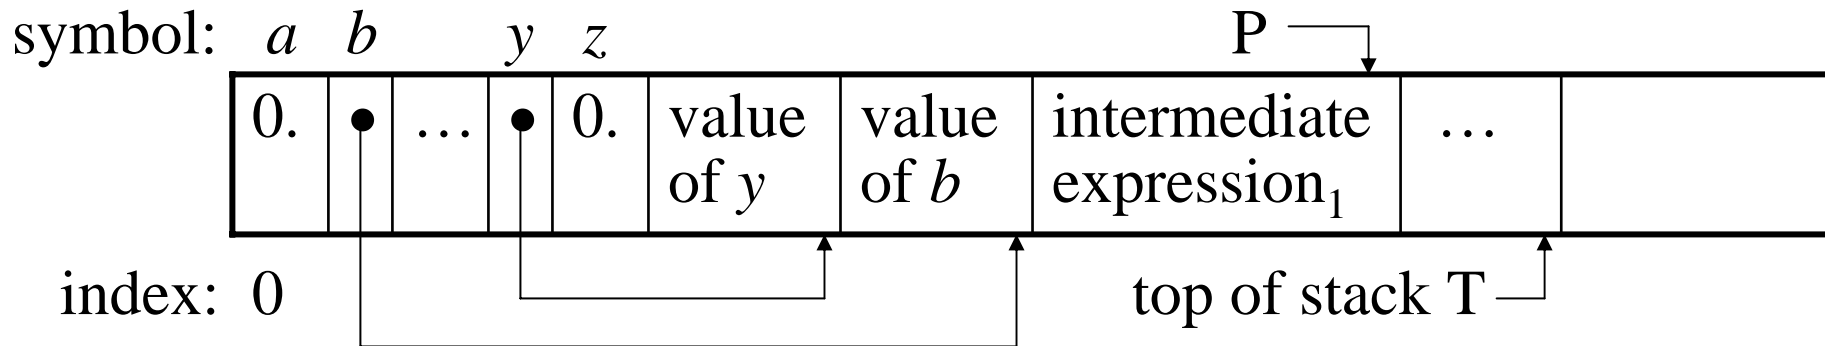 symbol: a b y z P
0. … 0. value value intermediate …
of y of b expression₁
index: 0 top of stack T